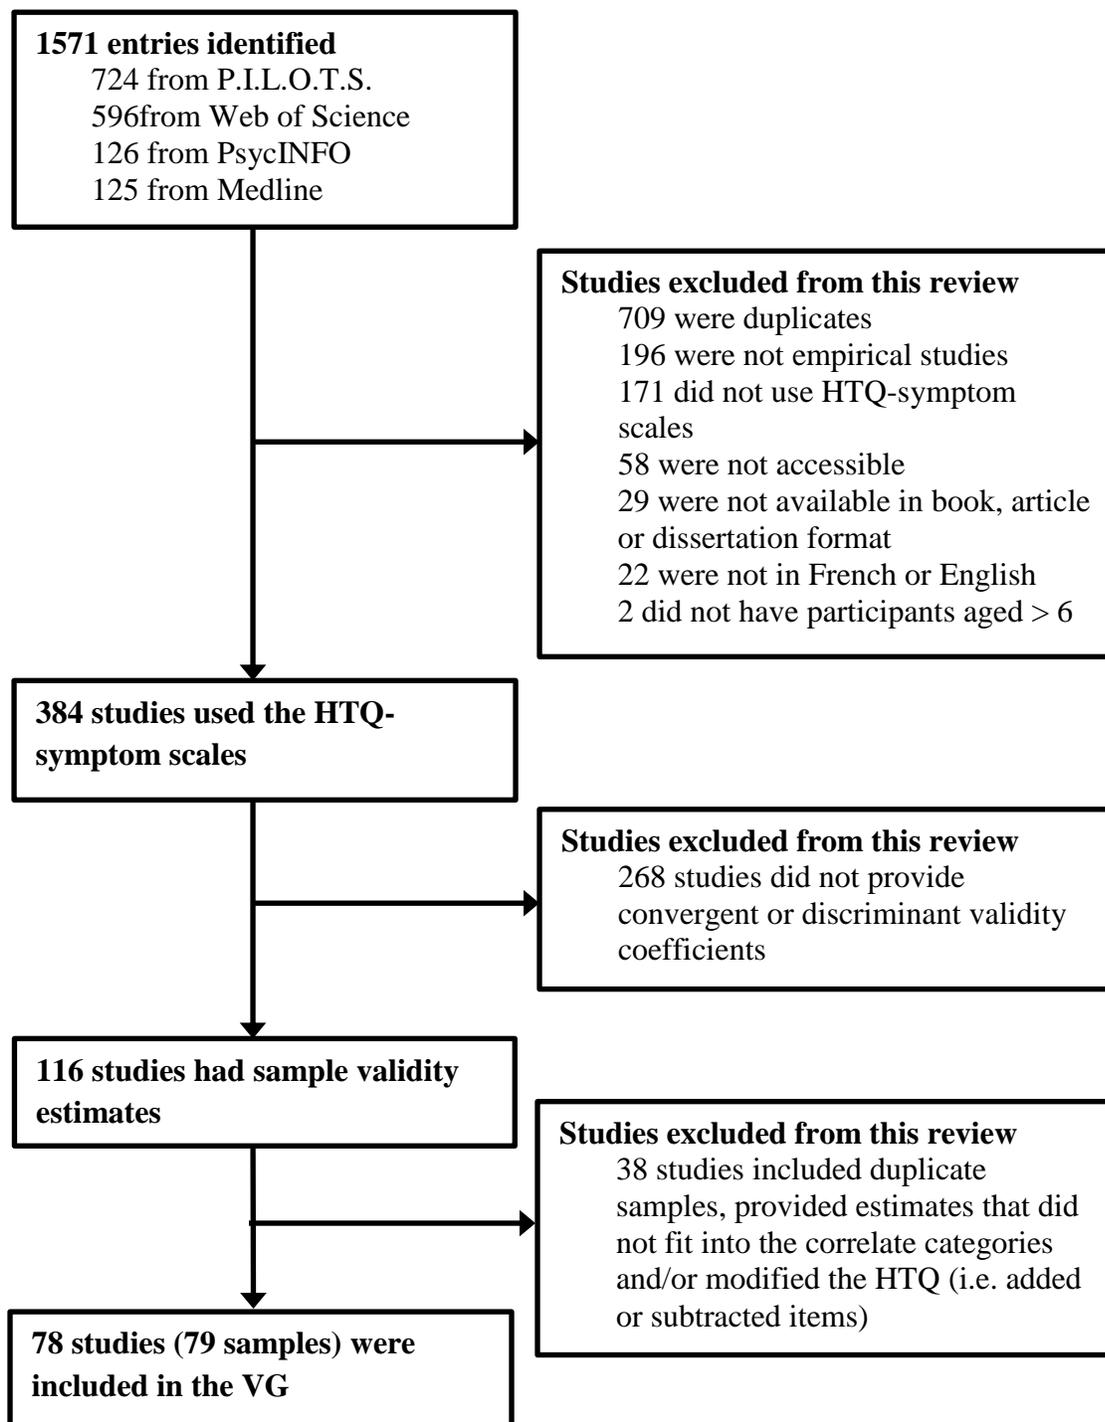 1571 entries identified
724 from P.I.L.O.T.S.
596from Web of Science
126 from PsycINFO
125 from Medline
Studies excluded from this review
709 were duplicates
196 were not empirical studies
171 did not use HTQ-symptom
scales
58 were not accessible
29 were not available in book, article
or dissertation format
22 were not in French or English
2 did not have participants aged > 6
384 studies used the HTQ-
symptom scales
Studies excluded from this review
268 studies did not provide
convergent or discriminant validity
coefficients
116 studies had sample validity
estimates
Studies excluded from this review
38 studies included duplicate
samples, provided estimates that did
not fit into the correlate categories
and/or modified the HTQ (i.e. added
or subtracted items)
78 studies (79 samples) were
included in the VG